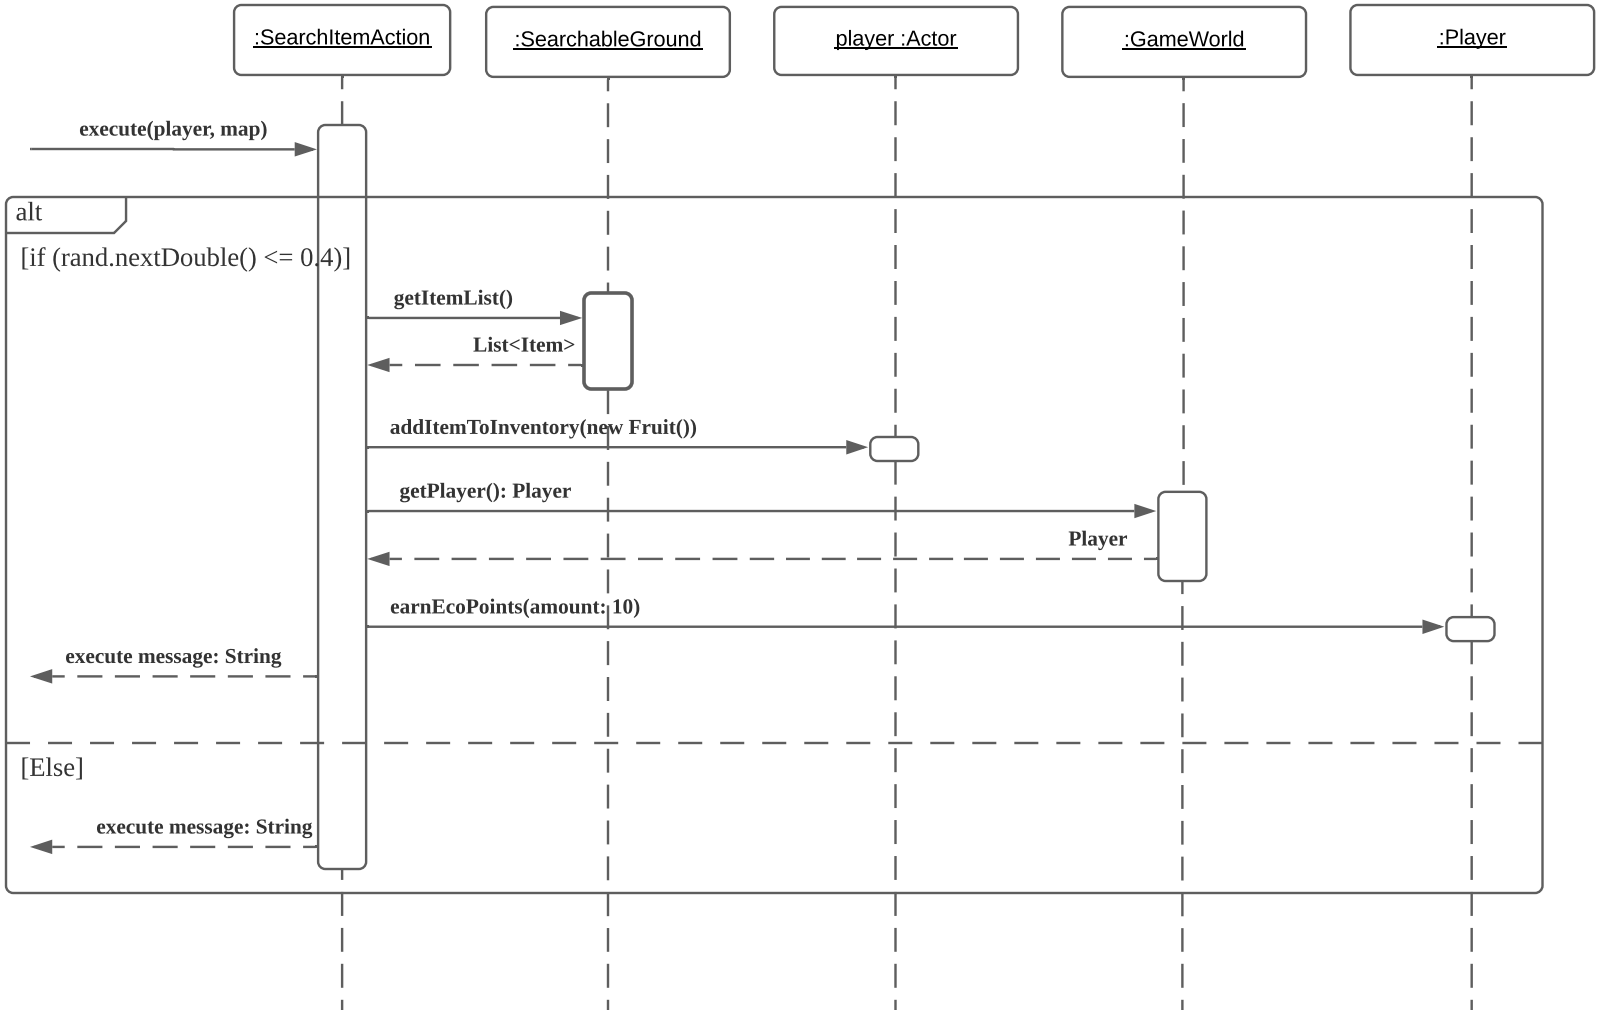 :SearchItemAction
:SearchableGround
player :Actor
:GameWorld
:Player
execute(player, map)
alt
[if (rand.nextDouble() <= 0.4)]
getItemList()
List<Item>
addItemToInventory(new Fruit())
getPlayer(): Player
Player
earnEcoPoints(amount: 10)
execute message: String
[Else]
execute message: String